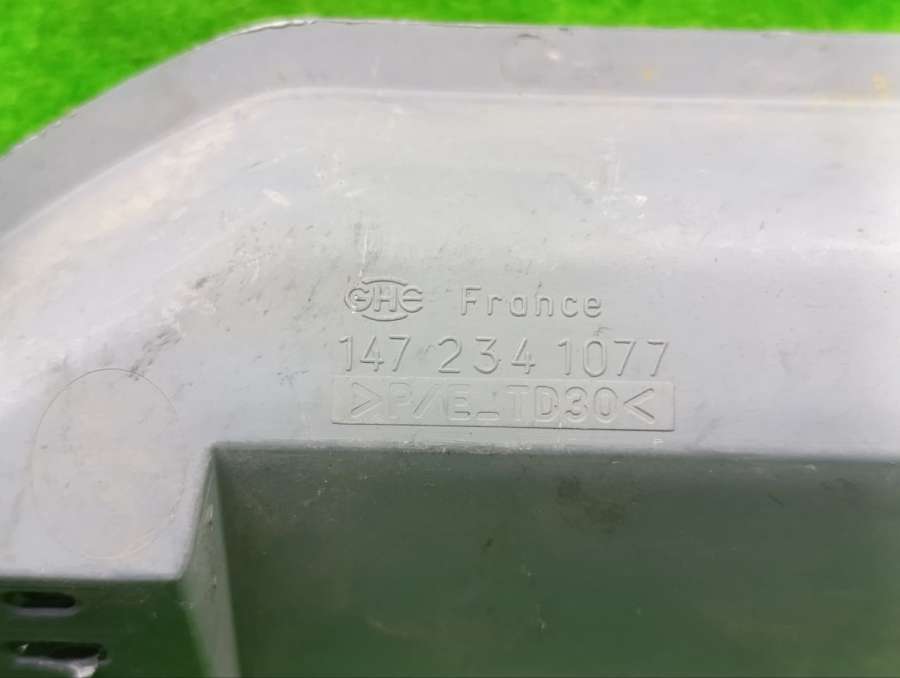 GHE France
147 234 1077
>P/E_TD30<